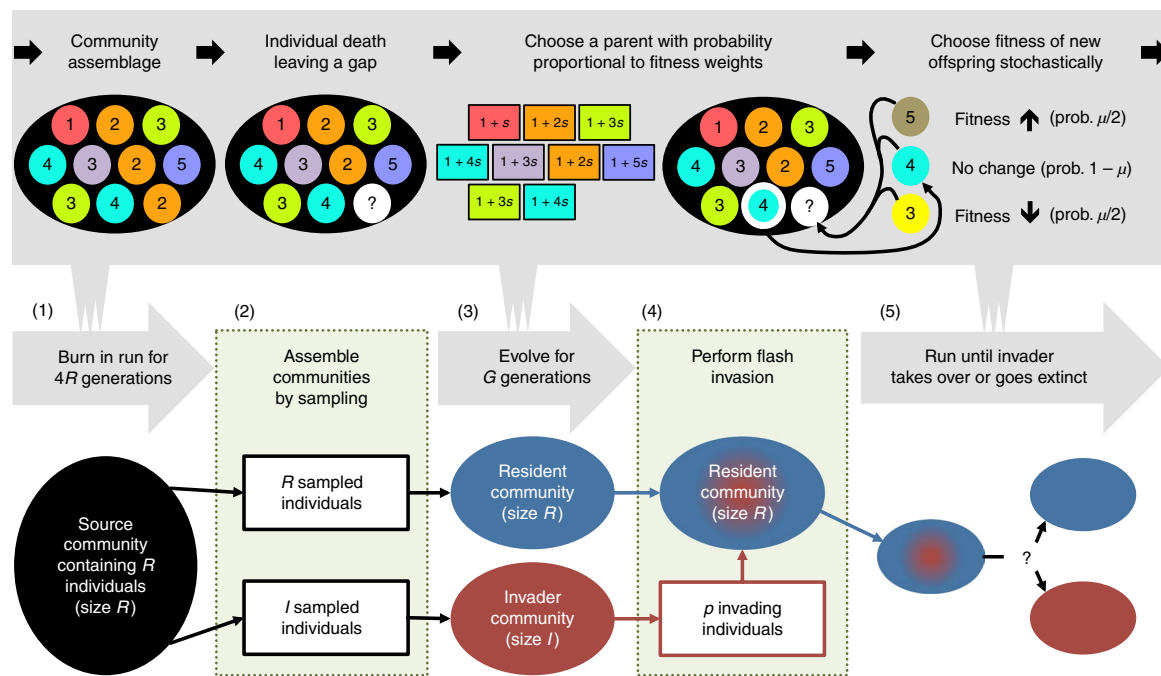 Community
assemblage
Individual death
leaving a gap
Choose a parent with probability
proportional to fitness weights
Choose fitness of new
offspring stochastically
1 2 3
4 3 2 5
3 4 2
1 2 3
4 3 2 5
3 4 ?
1 + s 1 + 2s 1 + 3s
1 + 4s 1 + 3s 1 + 2s 1 + 5s
1 + 3s 1 + 4s
1 2 3
4 3 2 5
3 4 ?
5 Fitness ↑ (prob. μ/2)
4 No change (prob. 1 − μ)
3 Fitness ↓ (prob. μ/2)
(1)
Burn in run for
4R generations
(2)
Assemble
communities
by sampling
(3)
Evolve for
G generations
(4)
Perform flash
invasion
(5)
Run until invader
takes over or goes extinct
Source
community
containing R
individuals
(size R)
R sampled
individuals
I sampled
individuals
Resident
community
(size R)
Invader
community
(size I)
Resident
community
(size R)
p invading
individuals
?